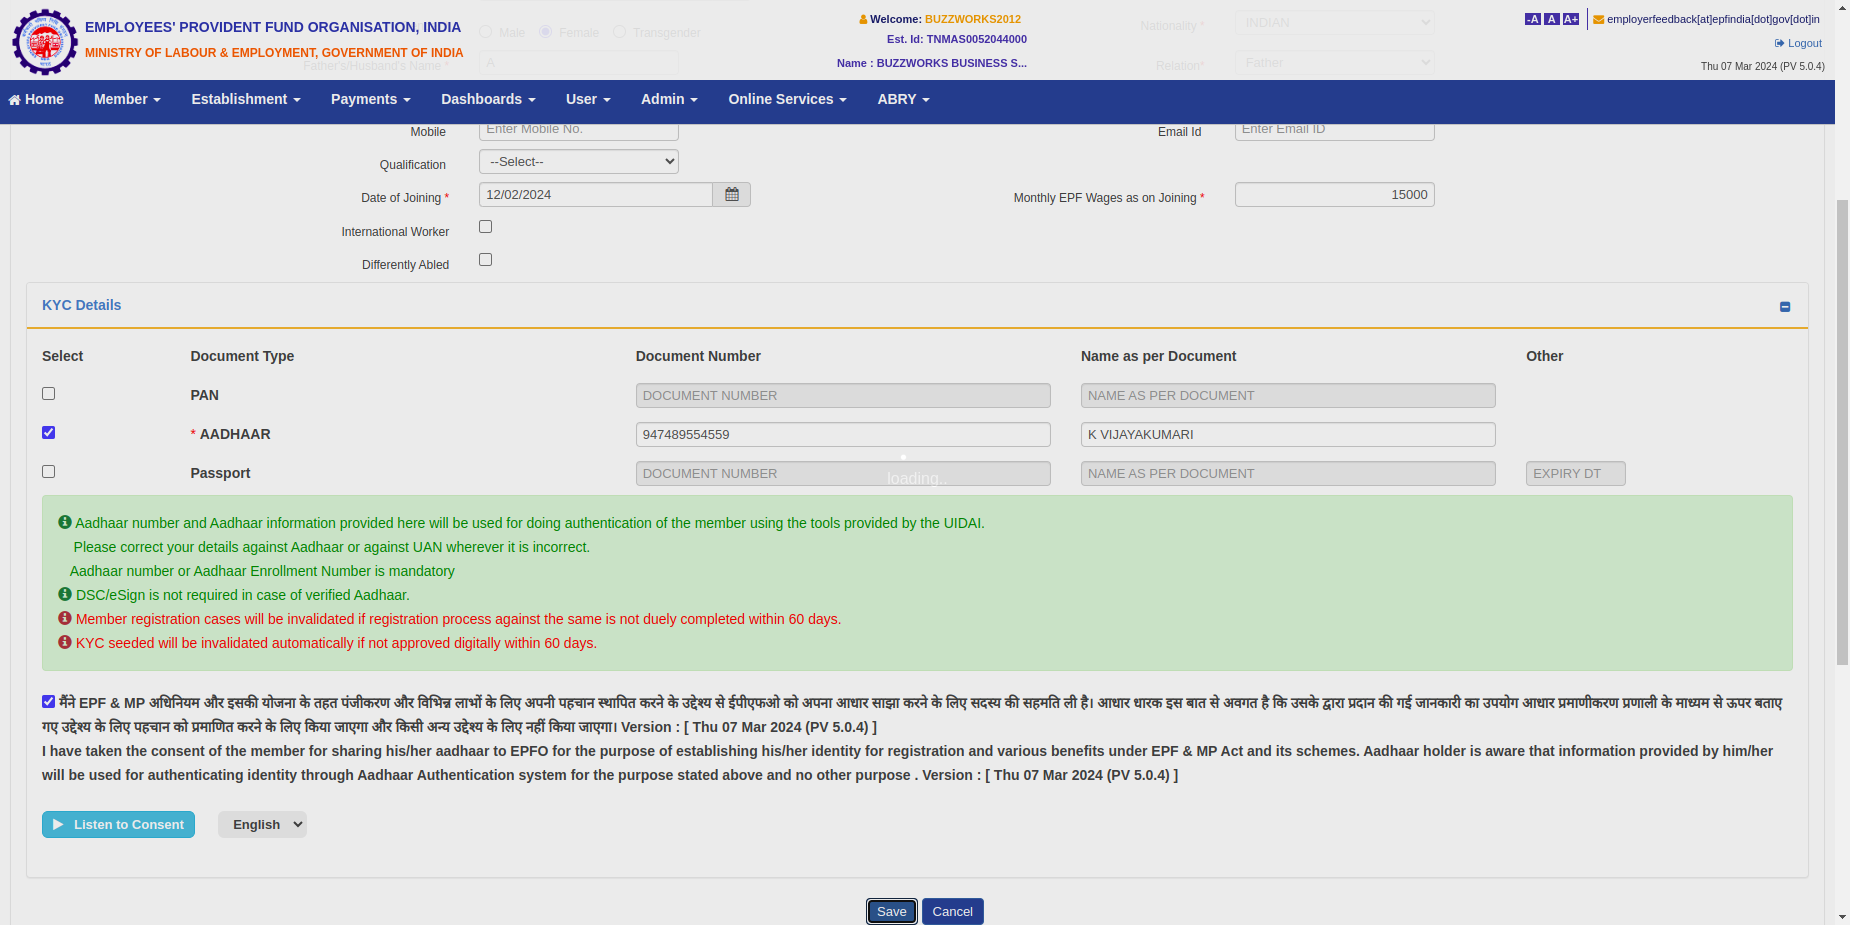 EMPLOYEES' PROVIDENT FUND ORGANISATION, INDIA
MINISTRY OF LABOUR & EMPLOYMENT, GOVERNMENT OF INDIA
Male Female Transgender
Father's/Husband's Name * A
Welcome: BUZZWORKS2012
Est. Id: TNMAS0052044000
Name : BUZZWORKS BUSINESS S...
Nationality * INDIAN
Relation* Father
-A A A+ employerfeedback[at]epfindia[dot]gov[dot]in
Logout
Thu 07 Mar 2024 (PV 5.0.4)
Home Member Establishment Payments Dashboards User Admin Online Services ABRY
Mobile Enter Mobile No. Email Id Enter Email ID
Qualification --Select--
Date of Joining * 12/02/2024 Monthly EPF Wages as on Joining * 15000
International Worker
Differently Abled
KYC Details
Select Document Type Document Number Name as per Document Other
PAN DOCUMENT NUMBER NAME AS PER DOCUMENT
* AADHAAR 947489554559 K VIJAYAKUMARI
Passport DOCUMENT NUMBER NAME AS PER DOCUMENT EXPIRY DT
loading..
Aadhaar number and Aadhaar information provided here will be used for doing authentication of the member using the tools provided by the UIDAI.
Please correct your details against Aadhaar or against UAN wherever it is incorrect.
Aadhaar number or Aadhaar Enrollment Number is mandatory
DSC/eSign is not required in case of verified Aadhaar.
Member registration cases will be invalidated if registration process against the same is not duely completed within 60 days.
KYC seeded will be invalidated automatically if not approved digitally within 60 days.
मैंने EPF & MP अधिनियम और इसकी योजना के तहत पंजीकरण और विभिन्न लाभों के लिए अपनी पहचान स्थापित करने के उद्देश्य से ईपीएफओ को अपना आधार साझा करने के लिए सदस्य की सहमति ली है। आधार धारक इस बात से अवगत है कि उसके द्वारा प्रदान की गई जानकारी का उपयोग आधार प्रमाणीकरण प्रणाली के माध्यम से ऊपर बताए
गए उद्देश्य के लिए पहचान को प्रमाणित करने के लिए किया जाएगा और किसी अन्य उद्देश्य के लिए नहीं किया जाएगा। Version : [ Thu 07 Mar 2024 (PV 5.0.4) ]
I have taken the consent of the member for sharing his/her aadhaar to EPFO for the purpose of establishing his/her identity for registration and various benefits under EPF & MP Act and its schemes. Aadhaar holder is aware that information provided by him/her
will be used for authenticating identity through Aadhaar Authentication system for the purpose stated above and no other purpose . Version : [ Thu 07 Mar 2024 (PV 5.0.4) ]
Listen to Consent English
Save Cancel